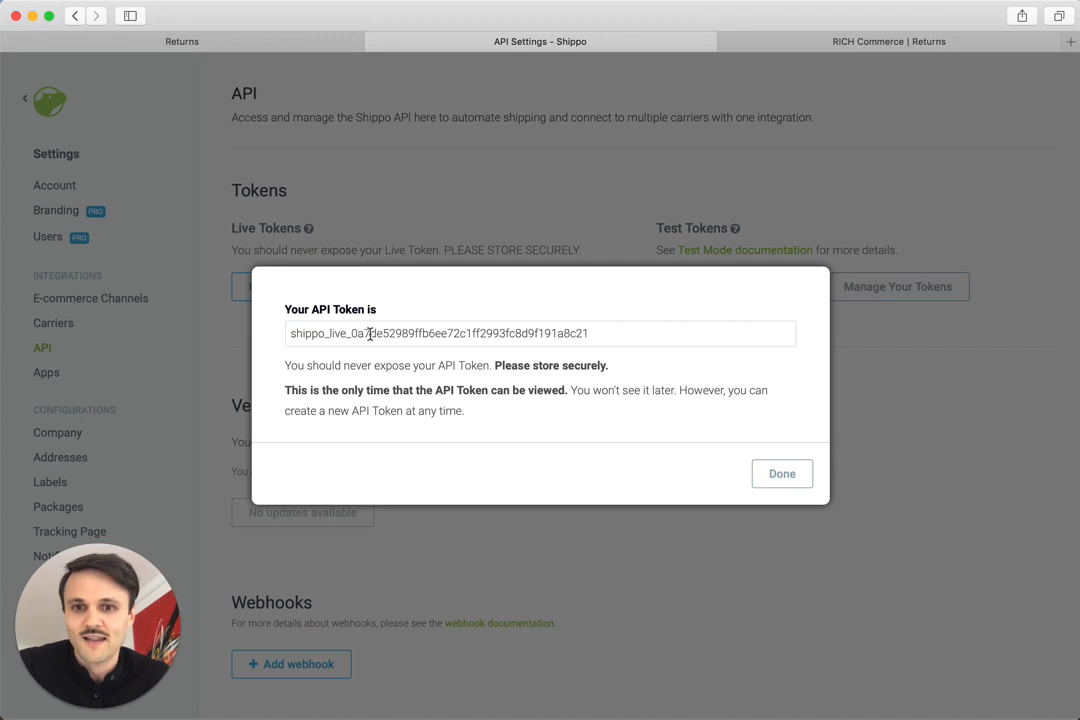 Returns
API Settings - Shippo
RICH Commerce | Returns
Settings
Account
Branding PRO
Users PRO
INTEGRATIONS
E-commerce Channels
Carriers
API
Apps
CONFIGURATIONS
Company
Addresses
Labels
Packages
Tracking Page
API
Access and manage the Shippo API here to automate shipping and connect to multiple carriers with one integration.
Tokens
Live Tokens
You should never expose your Live Token. PLEASE STORE SECURELY.
Test Tokens
See Test Mode documentation for more details.
Manage Your Tokens
Your API Token is
shippo_live_0a7de52989ffb6ee72c1ff2993fc8d9f191a8c21
You should never expose your API Token. Please store securely.
This is the only time that the API Token can be viewed. You won't see it later. However, you can
create a new API Token at any time.
Done
No updates available
Webhooks
For more details about webhooks, please see the webhook documentation.
+ Add webhook